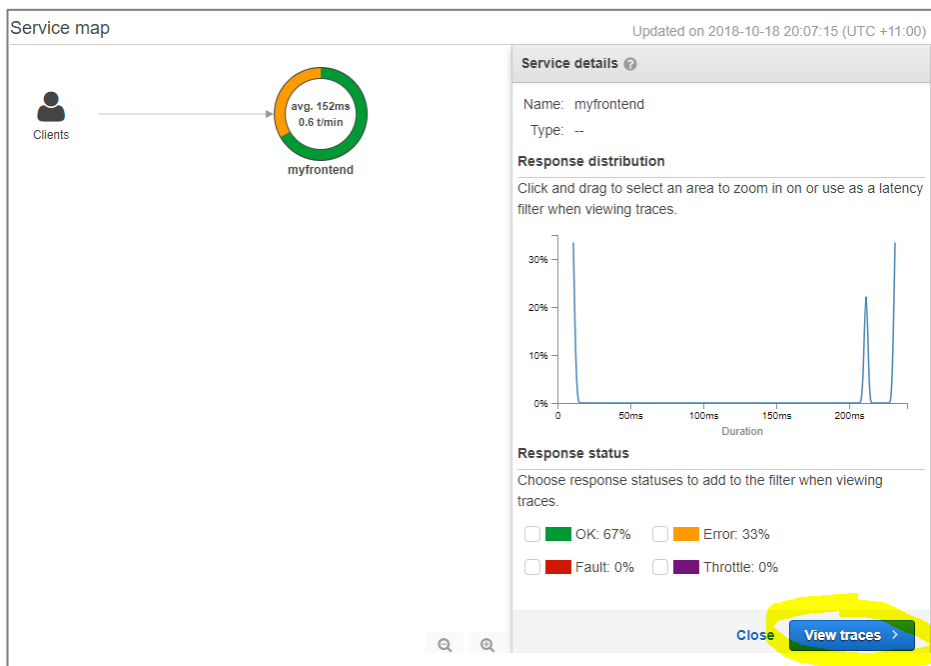 Service map
Updated on 2018-10-18 20:07:15 (UTC +11:00)
Clients
avg. 152ms
0.6 t/min
myfrontend
Service details ?
Name: myfrontend
Type: --
Response distribution
Click and drag to select an area to zoom in on or use as a latency
filter when viewing traces.
30%
20%
10%
0%
0 50ms 100ms 150ms 200ms
Duration
Response status
Choose response statuses to add to the filter when viewing
traces.
OK: 67% Error: 33%
Fault: 0% Throttle: 0%
Close View traces >